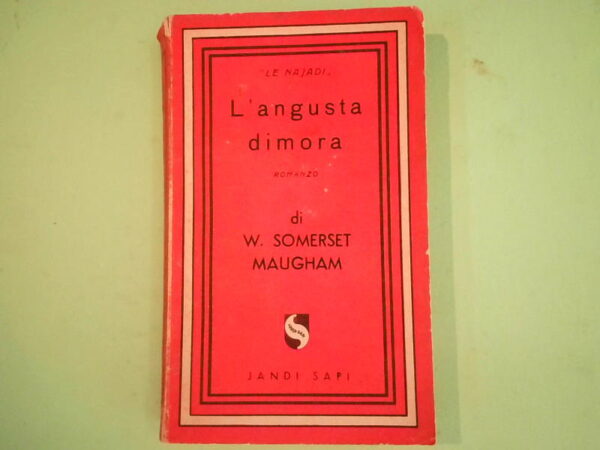 "LE NAJADI"
L'angusta
dimora
ROMANZO
di
W. SOMERSET
MAUGHAM
JANDI SAPI